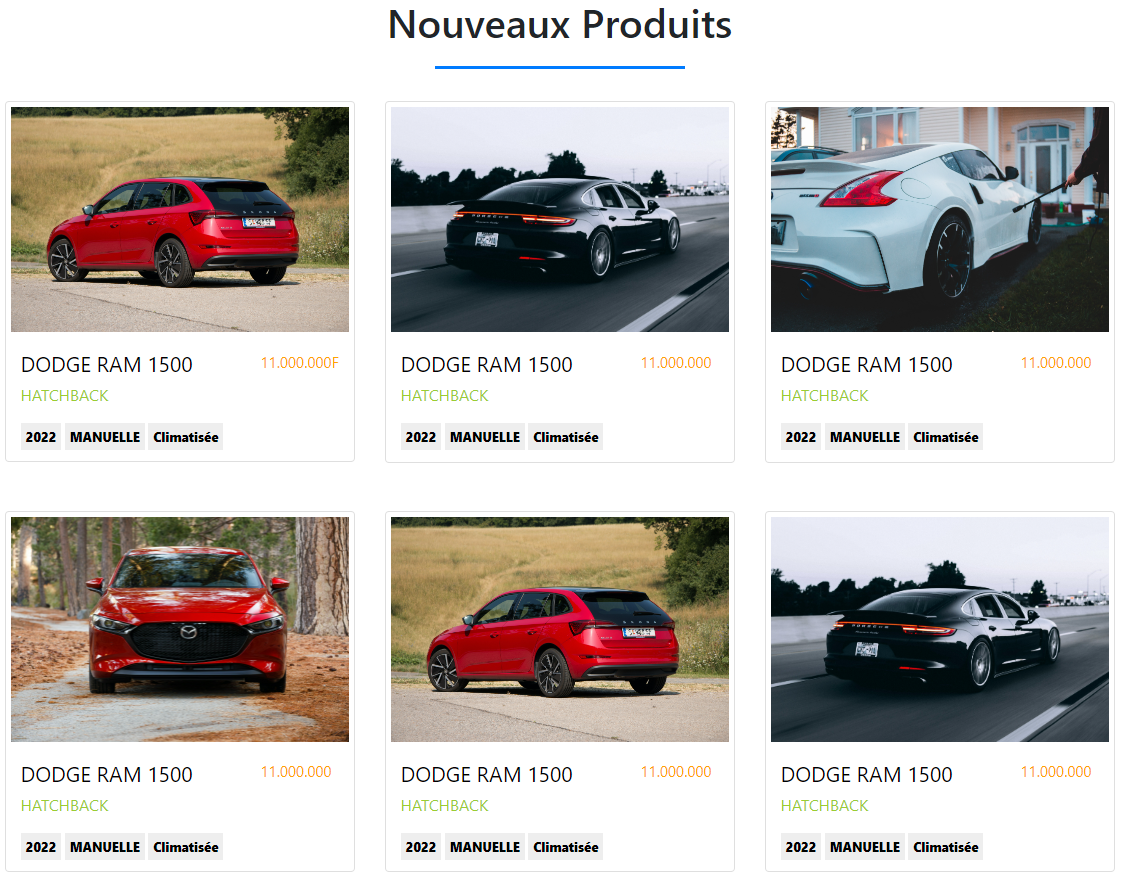 Nouveaux Produits
DODGE RAM 1500 11.000.000F
HATCHBACK
2022 MANUELLE Climatisée
PORSCHE
DODGE RAM 1500 11.000.000
HATCHBACK
2022 MANUELLE Climatisée
DODGE RAM 1500 11.000.000
HATCHBACK
2022 MANUELLE Climatisée
DODGE RAM 1500 11.000.000
HATCHBACK
2022 MANUELLE Climatisée
DODGE RAM 1500 11.000.000
HATCHBACK
2022 MANUELLE Climatisée
PORSCHE
DODGE RAM 1500 11.000.000
HATCHBACK
2022 MANUELLE Climatisée